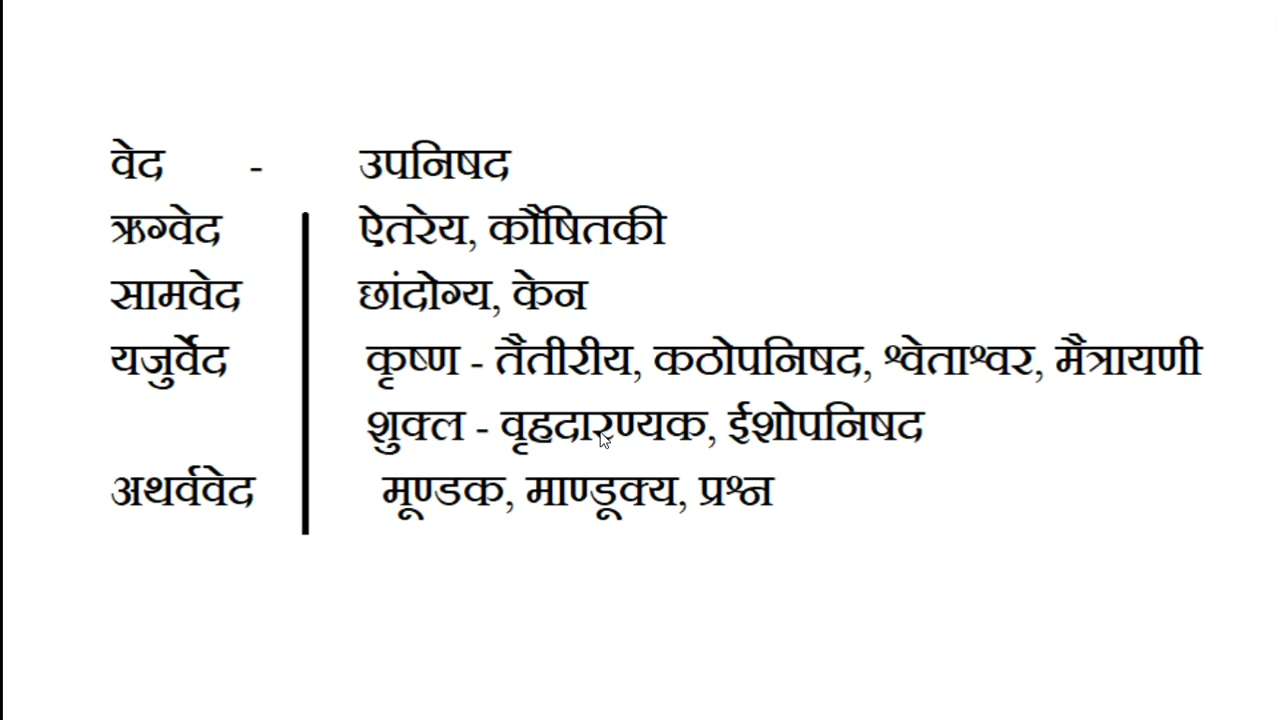 वेद - उपनिषद
ऋग्वेद ऐतरेय, कौषितकी
सामवेद छांदोग्य, केन
यजुर्वेद कृष्ण - तैतीरीय, कठोपनिषद, श्वेताश्वर, मैत्रायणी
शुक्ल - वृहदारण्यक, ईशोपनिषद
अथर्ववेद मूण्डक, माण्डूक्य, प्रश्न